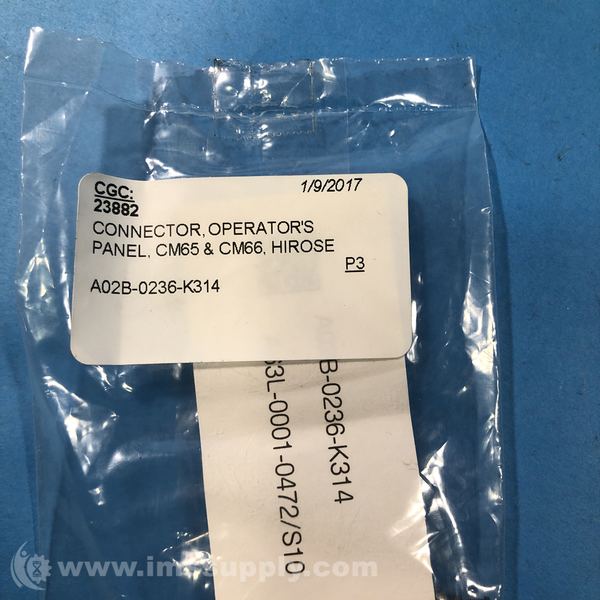 CGC:
23882
1/9/2017
CONNECTOR, OPERATOR'S
PANEL, CM65 & CM66, HIROSE
P3
A02B-0236-K314
B-0236-K314
63L-0001-0472/S10